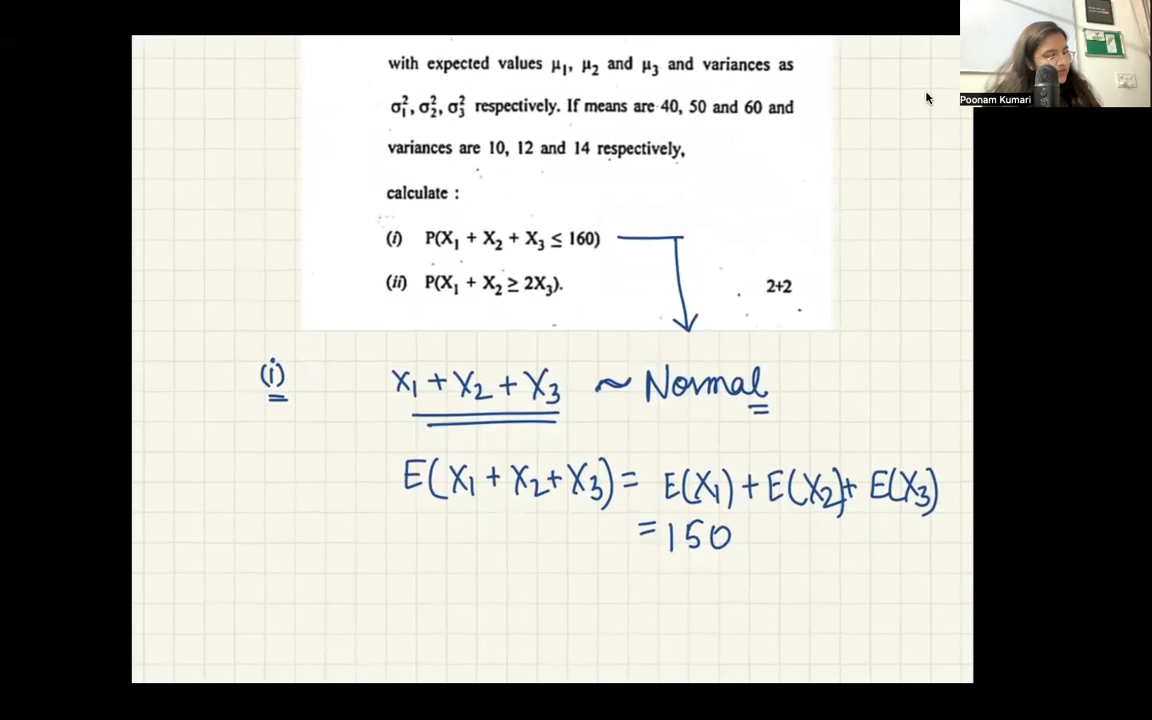 with expected values μ₁, μ₂ and μ₃ and variances as
σ₁², σ₂², σ₃² respectively. If means are 40, 50 and 60 and
variances are 10, 12 and 14 respectively,
calculate :
(i) P(X₁ + X₂ + X₃ ≤ 160)
(ii) P(X₁ + X₂ ≥ 2X₃).
2+2
(i) X₁ + X₂ + X₃ ~ Normal
E(X₁ + X₂ + X₃) = E(X₁) + E(X₂) + E(X₃)
= 150
Poonam Kumari